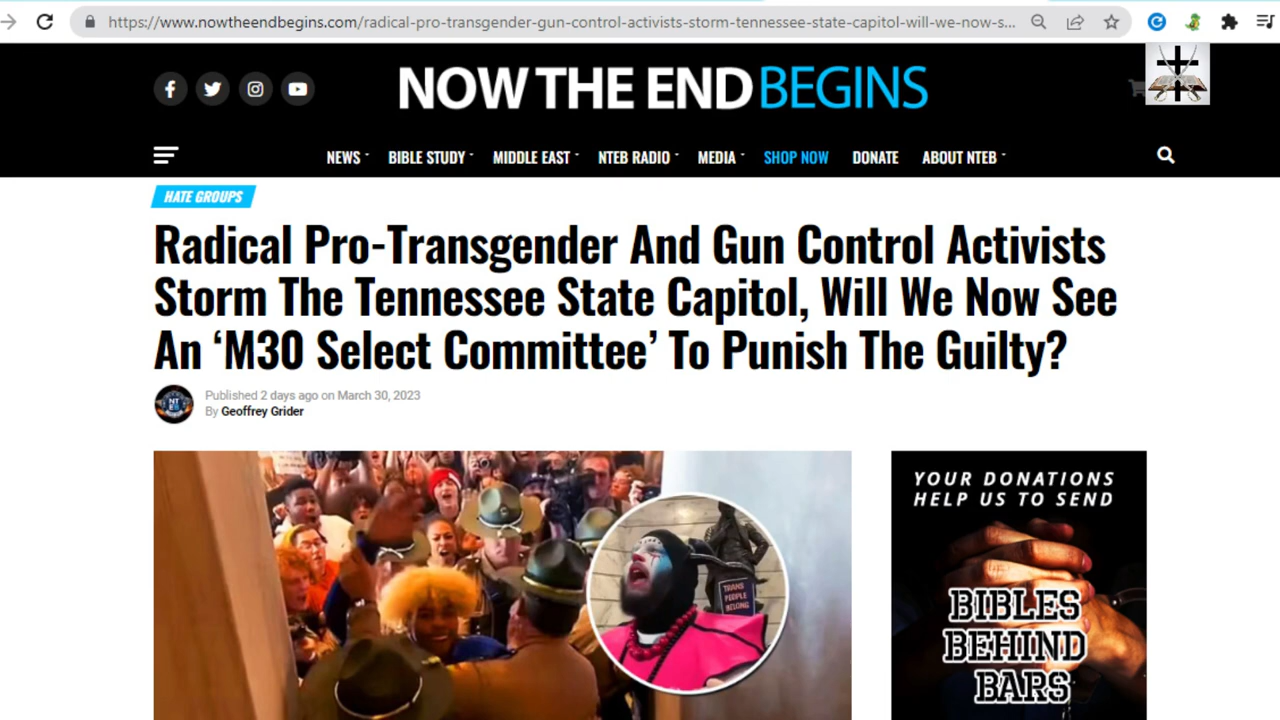 https://www.nowtheendbegins.com/radical-pro-transgender-gun-control-activists-storm-tennessee-state-capitol-will-we-now-s...
NOW THE END BEGINS
NEWS BIBLE STUDY MIDDLE EAST NTEB RADIO MEDIA SHOP NOW DONATE ABOUT NTEB
HATE GROUPS
Radical Pro-Transgender And Gun Control Activists
Storm The Tennessee State Capitol, Will We Now See
An ‘M30 Select Committee’ To Punish The Guilty?
Published 2 days ago on March 30, 2023
By Geoffrey Grider
NT
EB
TRANS
PEOPLE
BELONG
YOUR DONATIONS
HELP US TO SEND
BIBLES
BEHIND
BARS